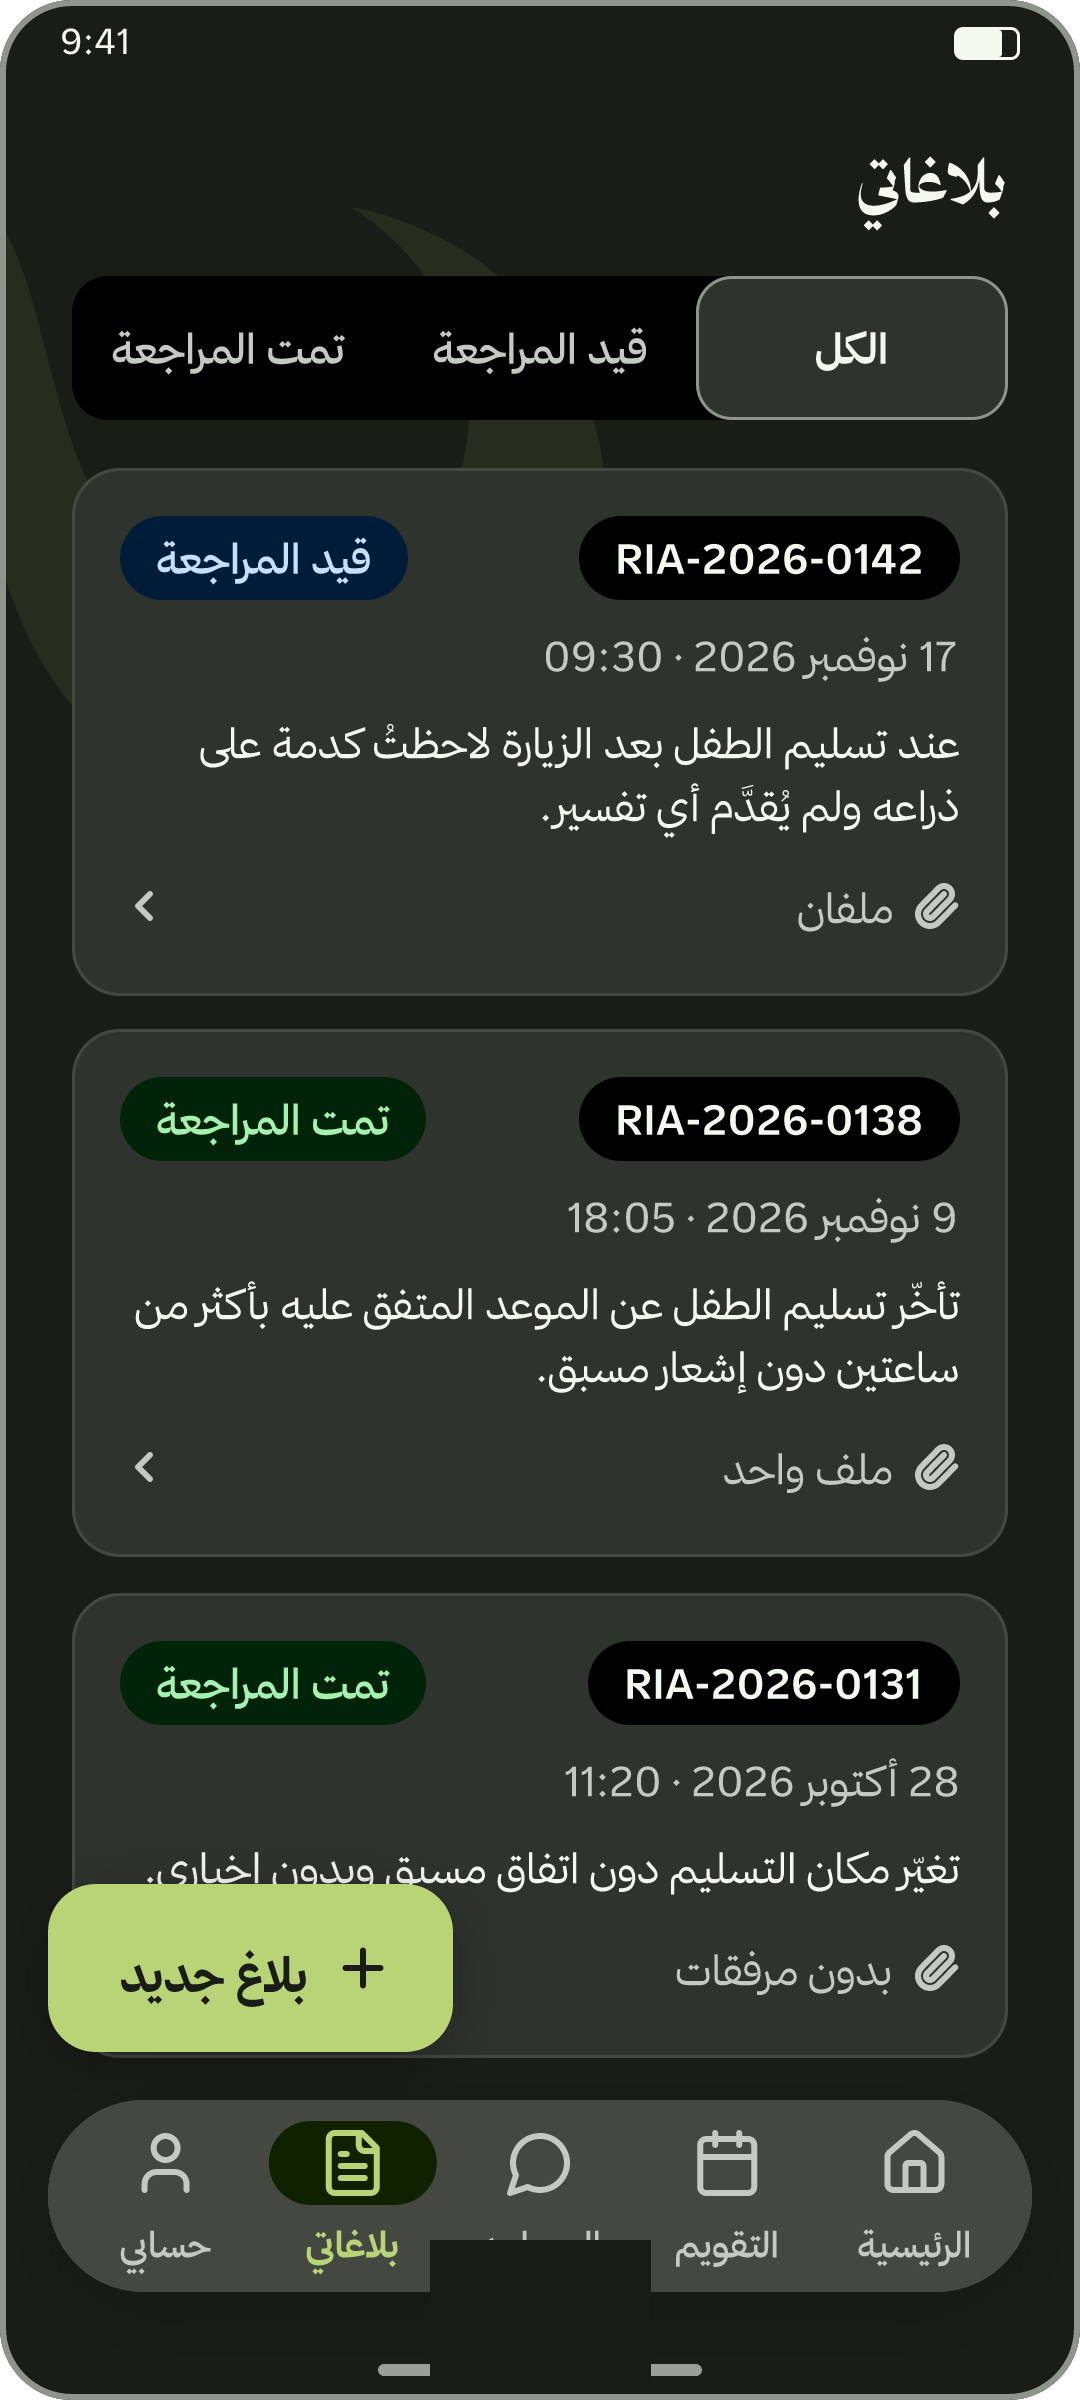 9:41
بلاغاتي
الكل
قيد المراجعة
تمت المراجعة
RIA-2026-0142
قيد المراجعة
17 نوفمبر 2026 · 09:30
عند تسليم الطفل بعد الزيارة لاحظتُ كدمة على
ذراعه ولم يُقدَّم أي تفسير.
ملفان
RIA-2026-0138
تمت المراجعة
9 نوفمبر 2026 · 18:05
تأخّر تسليم الطفل عن الموعد المتفق عليه بأكثر من
ساعتين دون إشعار مسبق.
ملف واحد
RIA-2026-0131
تمت المراجعة
28 أكتوبر 2026 · 11:20
تغيّر مكان التسليم دون اتفاق مسبق وبدون إخباري.
بدون مرفقات
بلاغ جديد
الرئيسية
التقويم
بلاغاتي
حسابي